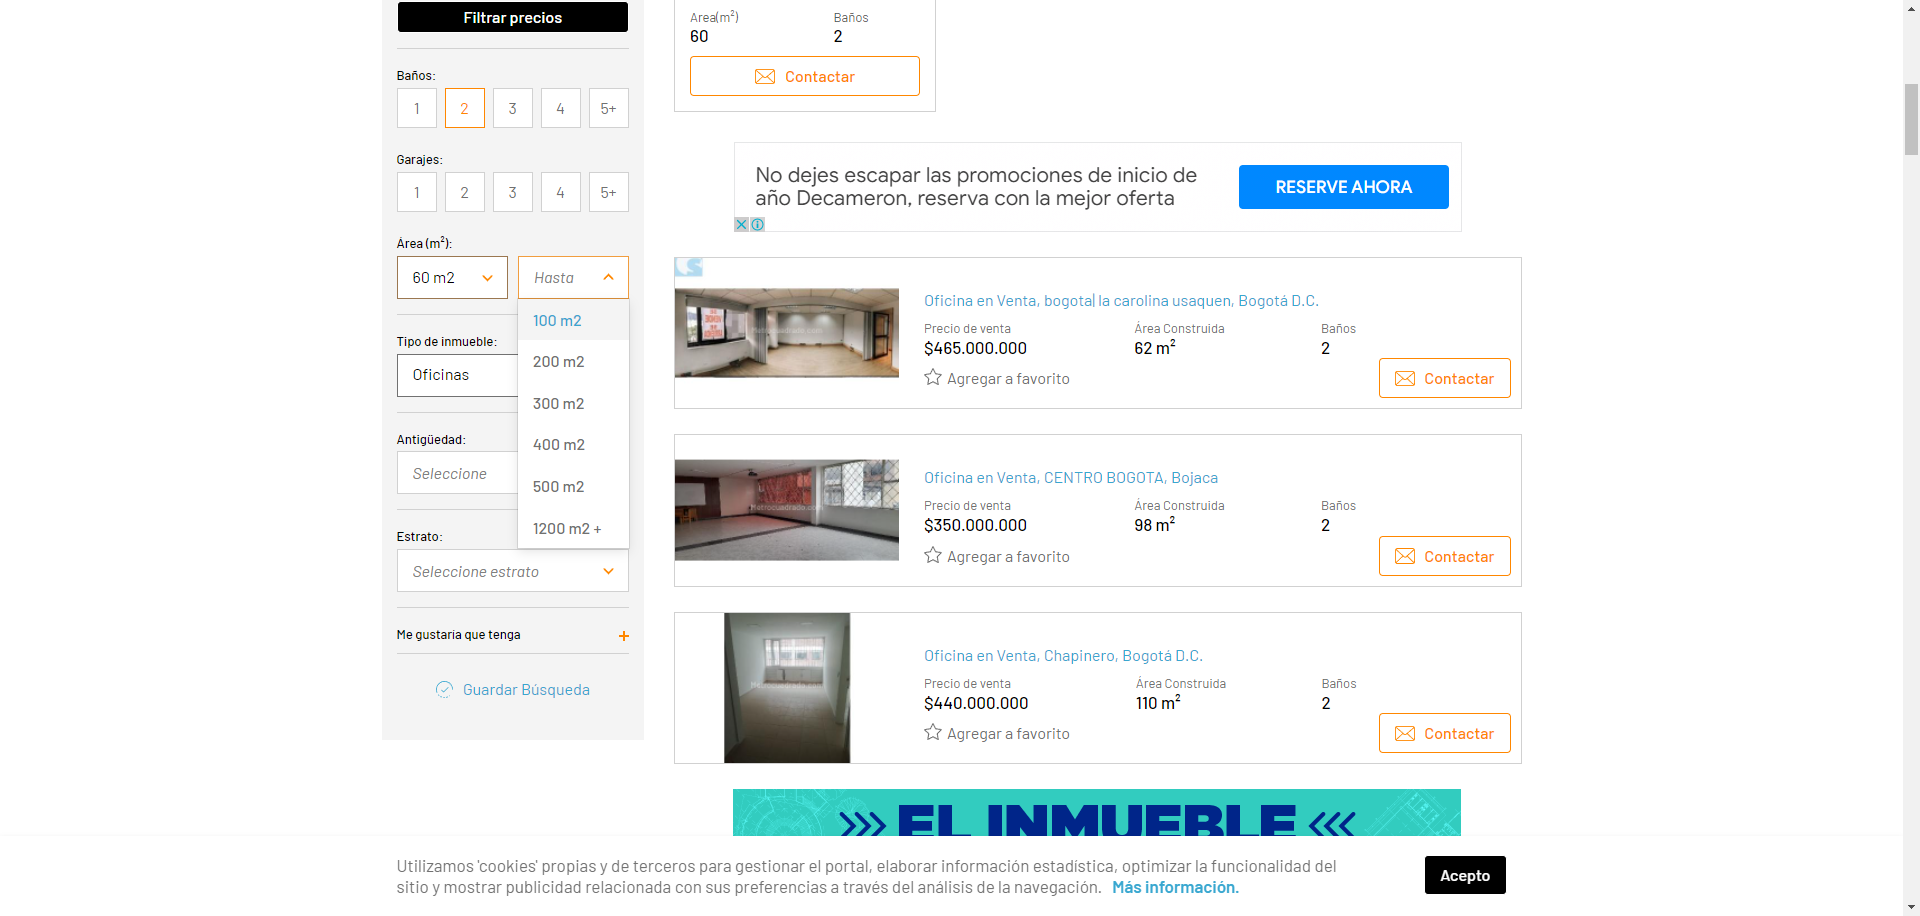 Filtrar precios
Baños:
1
2
3
4
5+
Garajes:
1
2
3
4
5+
Área (m²):
60 m2
Hasta
100 m2
200 m2
300 m2
400 m2
500 m2
1200 m2 +
Tipo de inmueble:
Oficinas
Antigüedad:
Seleccione
Estrato:
Seleccione estrato
Me gustaría que tenga
+
Guardar Búsqueda
Area(m²)
Baños
60
2
Contactar
No dejes escapar las promociones de inicio de
año Decameron, reserva con la mejor oferta
RESERVE AHORA
Oficina en Venta, bogota| la carolina usaquen, Bogotá D.C.
Precio de venta
Área Construida
Baños
$465.000.000
62 m²
2
Agregar a favorito
Contactar
Oficina en Venta, CENTRO BOGOTA, Bojaca
Precio de venta
Área Construida
Baños
$350.000.000
98 m²
2
Agregar a favorito
Contactar
Oficina en Venta, Chapinero, Bogotá D.C.
Precio de venta
Área Construida
Baños
$440.000.000
110 m²
2
Agregar a favorito
Contactar
EL INMUEBLE
Utilizamos 'cookies' propias y de terceros para gestionar el portal, elaborar información estadística, optimizar la funcionalidad del
sitio y mostrar publicidad relacionada con sus preferencias a través del análisis de la navegación. Más información.
Acepto